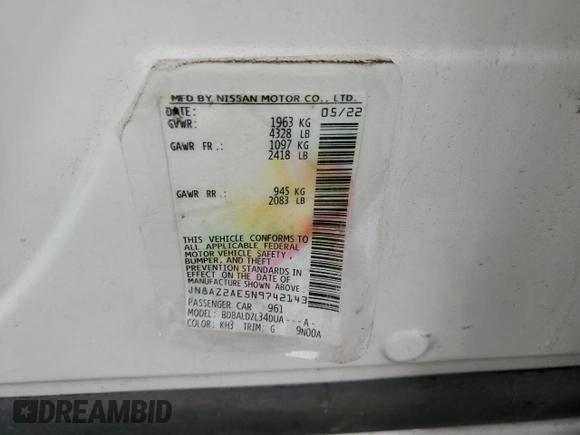 MFD BY NISSAN MOTOR CO., LTD.
DATE: 05/22
GVWR: 1963 KG
4328 LB
GAWR FR.: 1097 KG
2418 LB
GAWR RR.: 945 KG
2083 LB
THIS VEHICLE CONFORMS TO
ALL APPLICABLE FEDERAL
MOTOR VEHICLE SAFETY,
BUMPER, AND THEFT
PREVENTION STANDARDS IN
EFFECT ON THE DATE OF
MANUFACTURE SHOWN ABOVE.
JN8AZ2AE5N9742143
PASSENGER CAR 961
MODEL: BDBALDZL34DUA---A-
COLOR: KH3 TRIM: G 9N00A
DREAMBID